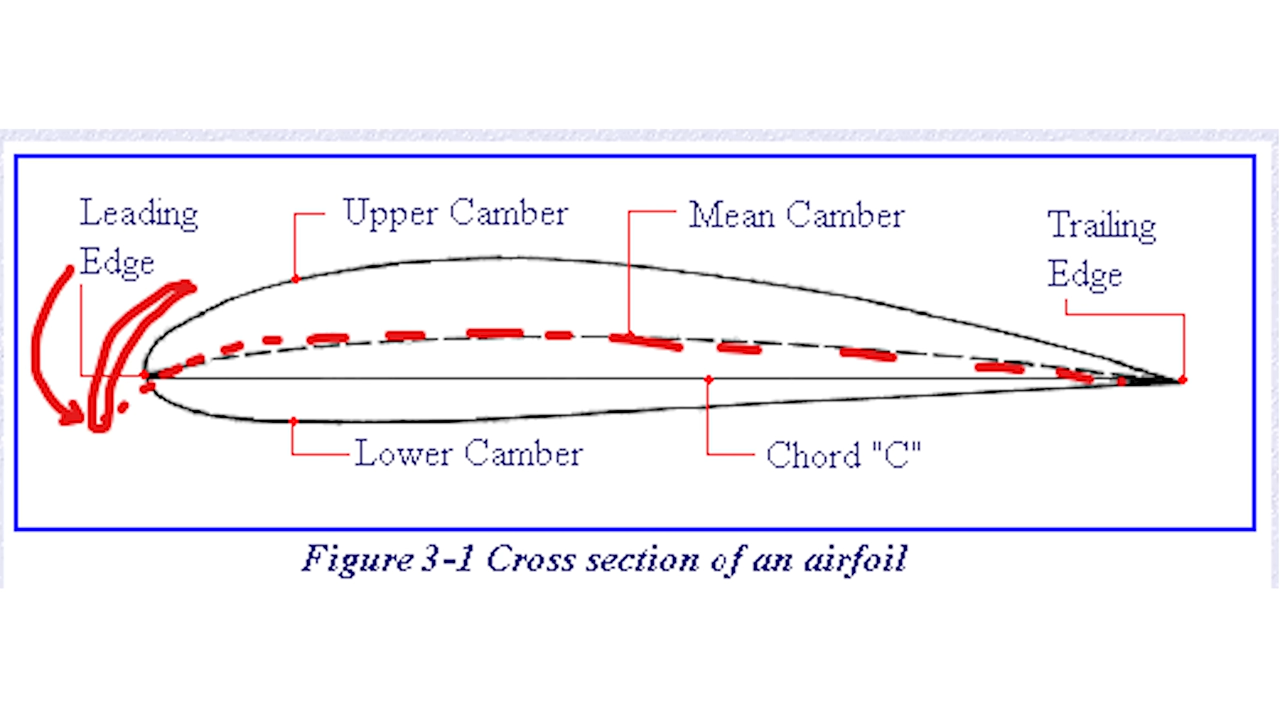 Leading
Edge
Upper Camber
Mean Camber
Trailing
Edge
Lower Camber
Chord "C"
Figure 3-1 Cross section of an airfoil